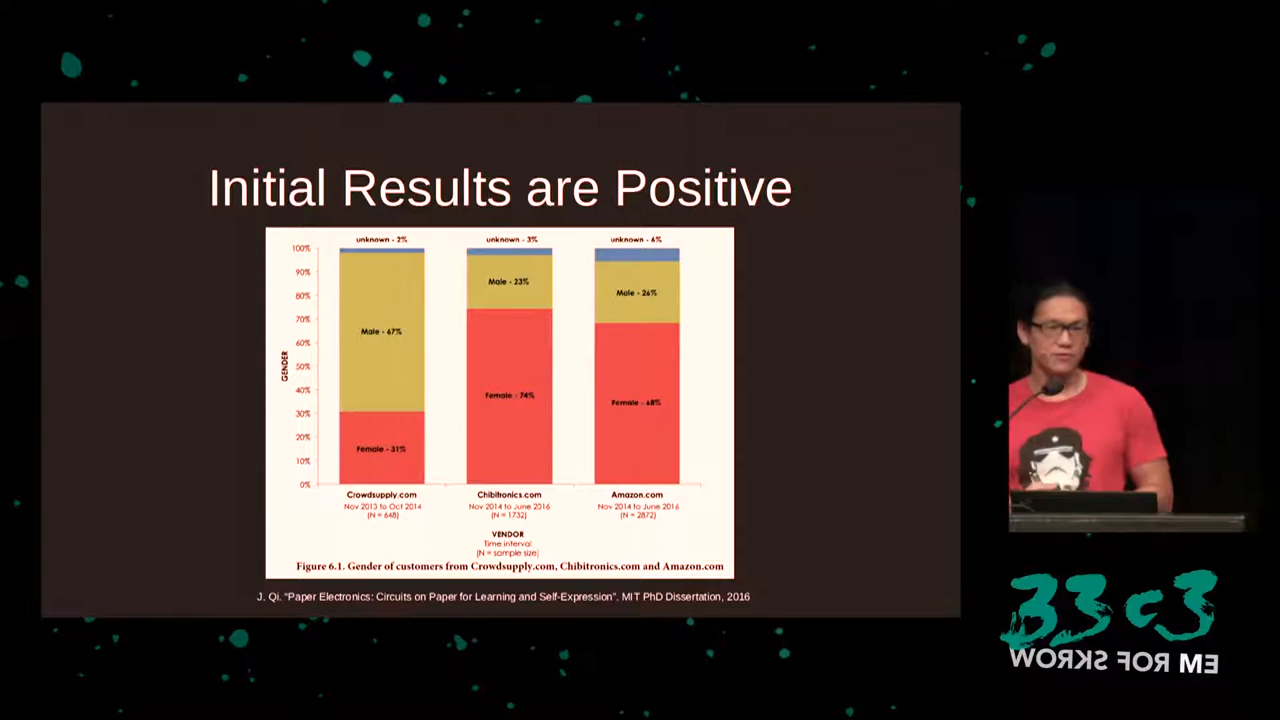 Initial Results are Positive
unknown - 2%
unknown - 3%
unknown - 6%
100%
90%
80%
70%
60%
50%
40%
30%
20%
10%
0%
GENDER
Male - 67%
Female - 31%
Male - 23%
Female - 74%
Male - 26%
Female - 68%
Crowdsupply.com
Nov 2013 to Oct 2014
(N = 648)
Chibitronics.com
Nov 2014 to June 2016
(N = 1732)
Amazon.com
Nov 2014 to June 2016
(N = 2872)
VENDOR
Time interval
(N = sample size)
Figure 6.1. Gender of customers from Crowdsupply.com, Chibitronics.com and Amazon.com
J. Qi. "Paper Electronics: Circuits on Paper for Learning and Self-Expression". MIT PhD Dissertation, 2016
33c3
WORKS FOR ME